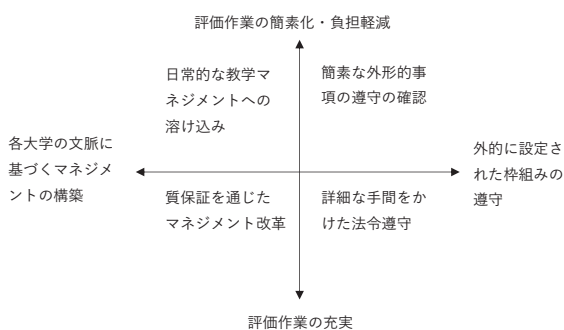 評価作業の簡素化・負担軽減
日常的な教学マ
ネジメントへの
溶け込み
簡素な外形的事
項の遵守の確認
各大学の文脈に
基づくマネジメ
ントの構築
外的に設定さ
れた枠組みの
遵守
質保証を通じた
マネジメント改革
詳細な手間をか
けた法令遵守
評価作業の充実